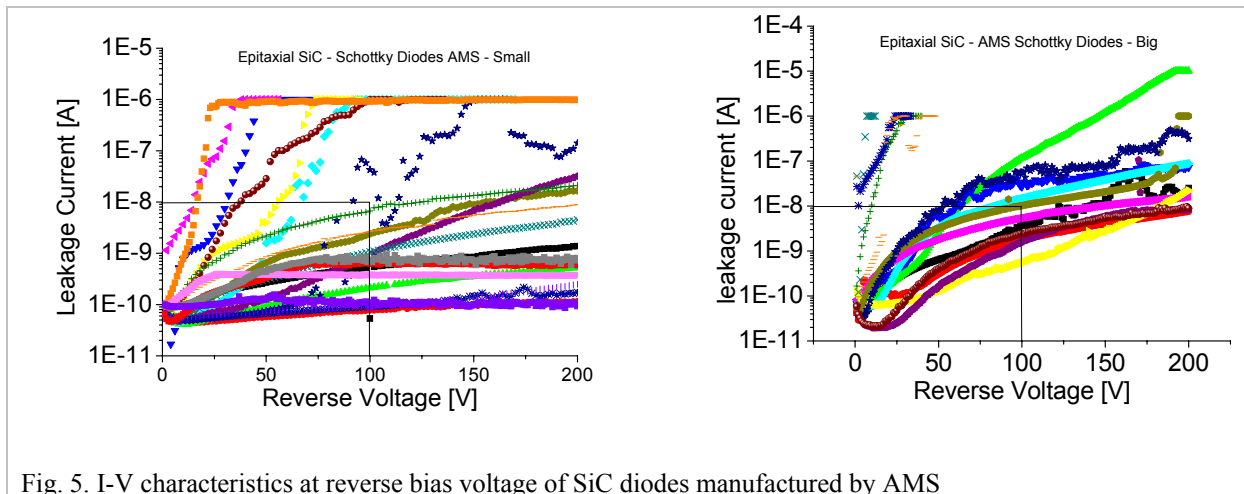 Epitaxial SiC - Schottky Diodes AMS - Small
Leakage Current [A]
1E-5
1E-6
1E-7
1E-8
1E-9
1E-10
1E-11
0 50 100 150 200
Reverse Voltage [V]
Epitaxial SiC - AMS Schottky Diodes - Big
leakage current [A]
1E-4
1E-5
1E-6
1E-7
1E-8
1E-9
1E-10
1E-11
0 50 100 150 200
Reverse Voltage [V]
Fig. 5. I-V characteristics at reverse bias voltage of SiC diodes manufactured by AMS